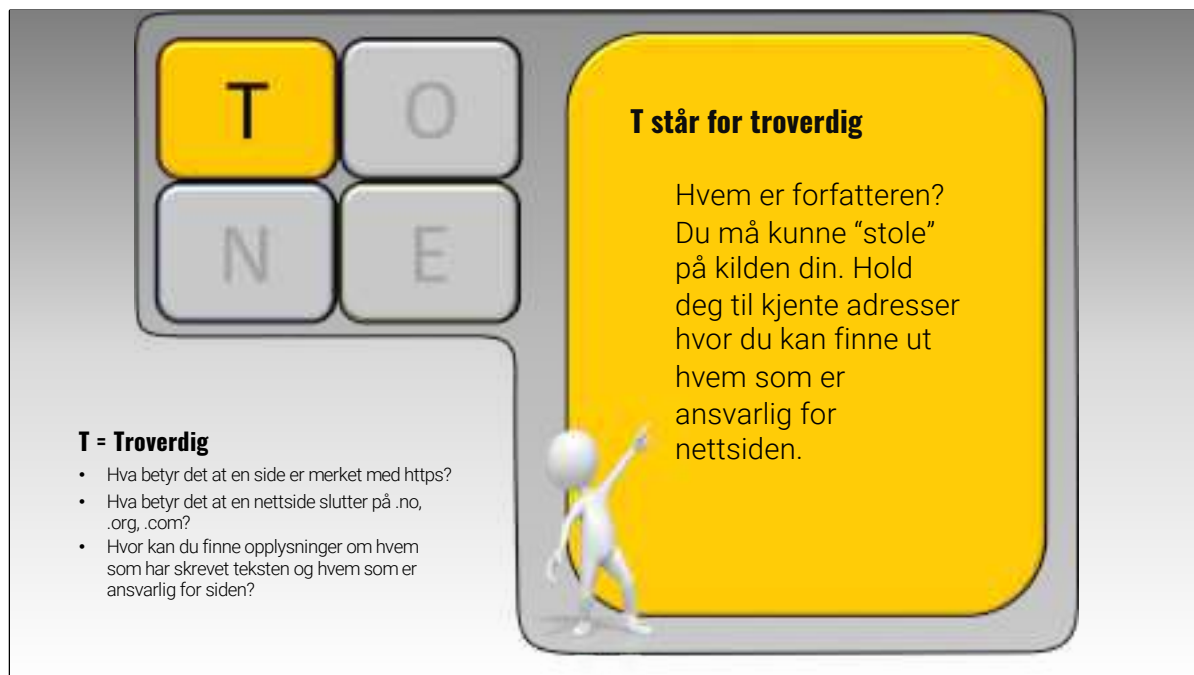 T
O
N
E
T står for troverdig
Hvem er forfatteren?
Du må kunne “stole”
på kilden din. Hold
deg til kjente adresser
hvor du kan finne ut
hvem som er
ansvarlig for
nettsiden.
T = Troverdig
• Hva betyr det at en side er merket med https?
• Hva betyr det at en nettside slutter på .no,
.org, .com?
• Hvor kan du finne opplysninger om hvem
som har skrevet teksten og hvem som er
ansvarlig for siden?